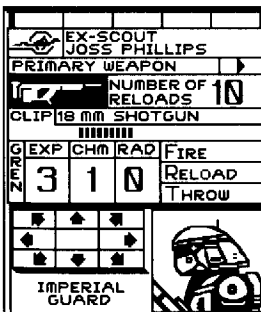 EX-SCOUT
JOSS PHILLIPS
PRIMARY WEAPON
NUMBER OF
RELOADS 10
CLIP 18 MM SHOTGUN
GREN
EXP CHM RAD
3 1 0
FIRE
RELOAD
THROW
IMPERIAL
GUARD